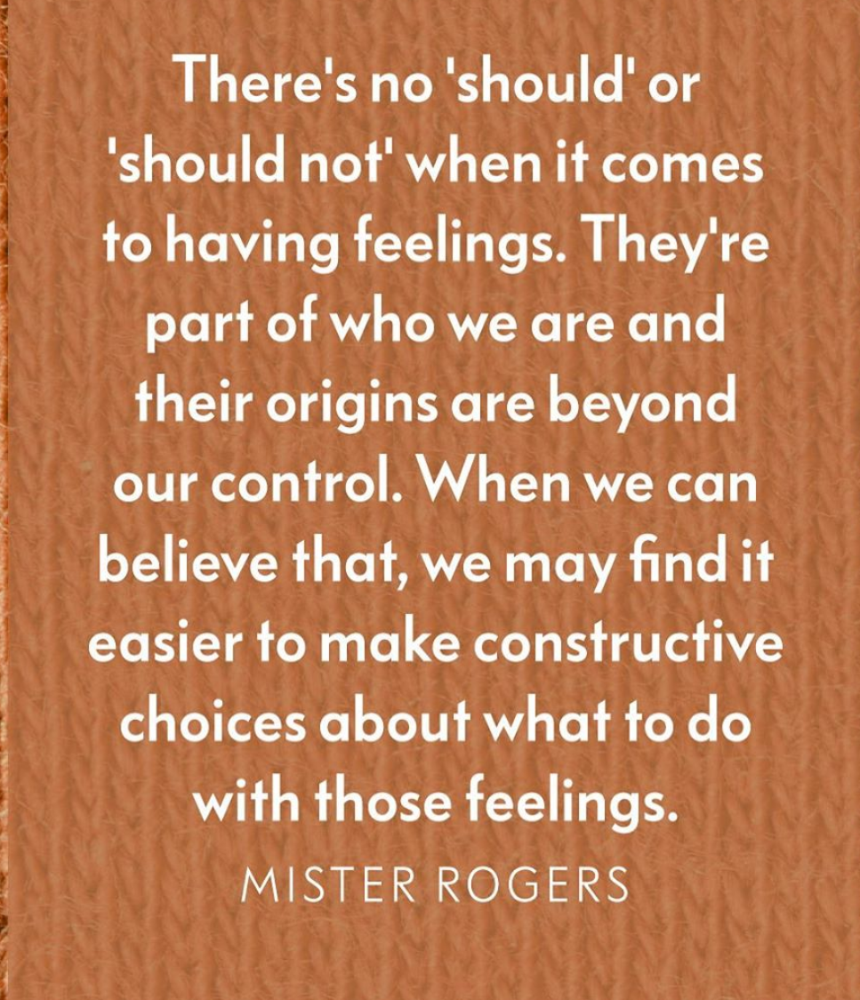 There's no 'should' or
'should not' when it comes
to having feelings. They're
part of who we are and
their origins are beyond
our control. When we can
believe that, we may find it
easier to make constructive
choices about what to do
with those feelings.
MISTER ROGERS